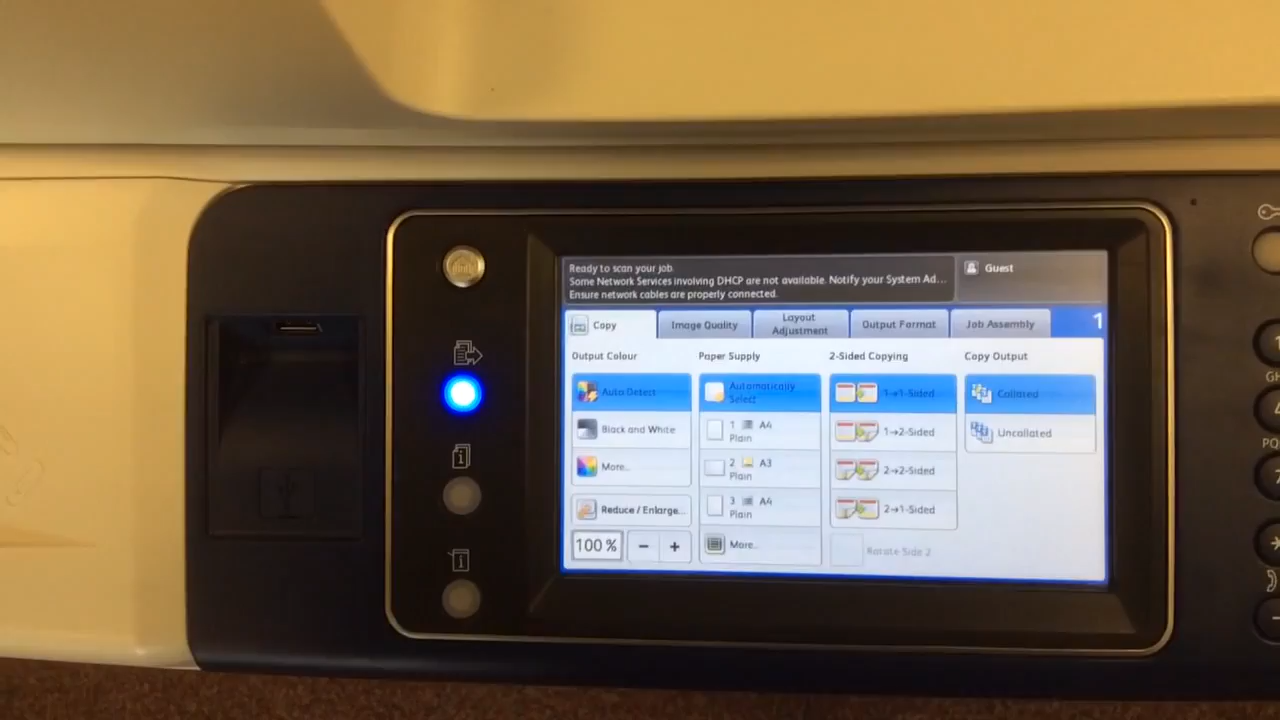 Ready to scan your job.
Some Network Services involving DHCP are not available. Notify your System Ad...
Ensure network cables are properly connected.
Guest
Copy
Image Quality
Layout
Adjustment
Output Format
Job Assembly
1
Output Colour
Paper Supply
2-Sided Copying
Copy Output
Auto Detect
Automatically
Select
1→1-Sided
Collated
Black and White
1 A4
Plain
1→2-Sided
Uncollated
More...
2 A3
Plain
2→2-Sided
Reduce / Enlarge...
3 A4
Plain
2→1-Sided
100 %
−
+
More...
Rotate Side 2